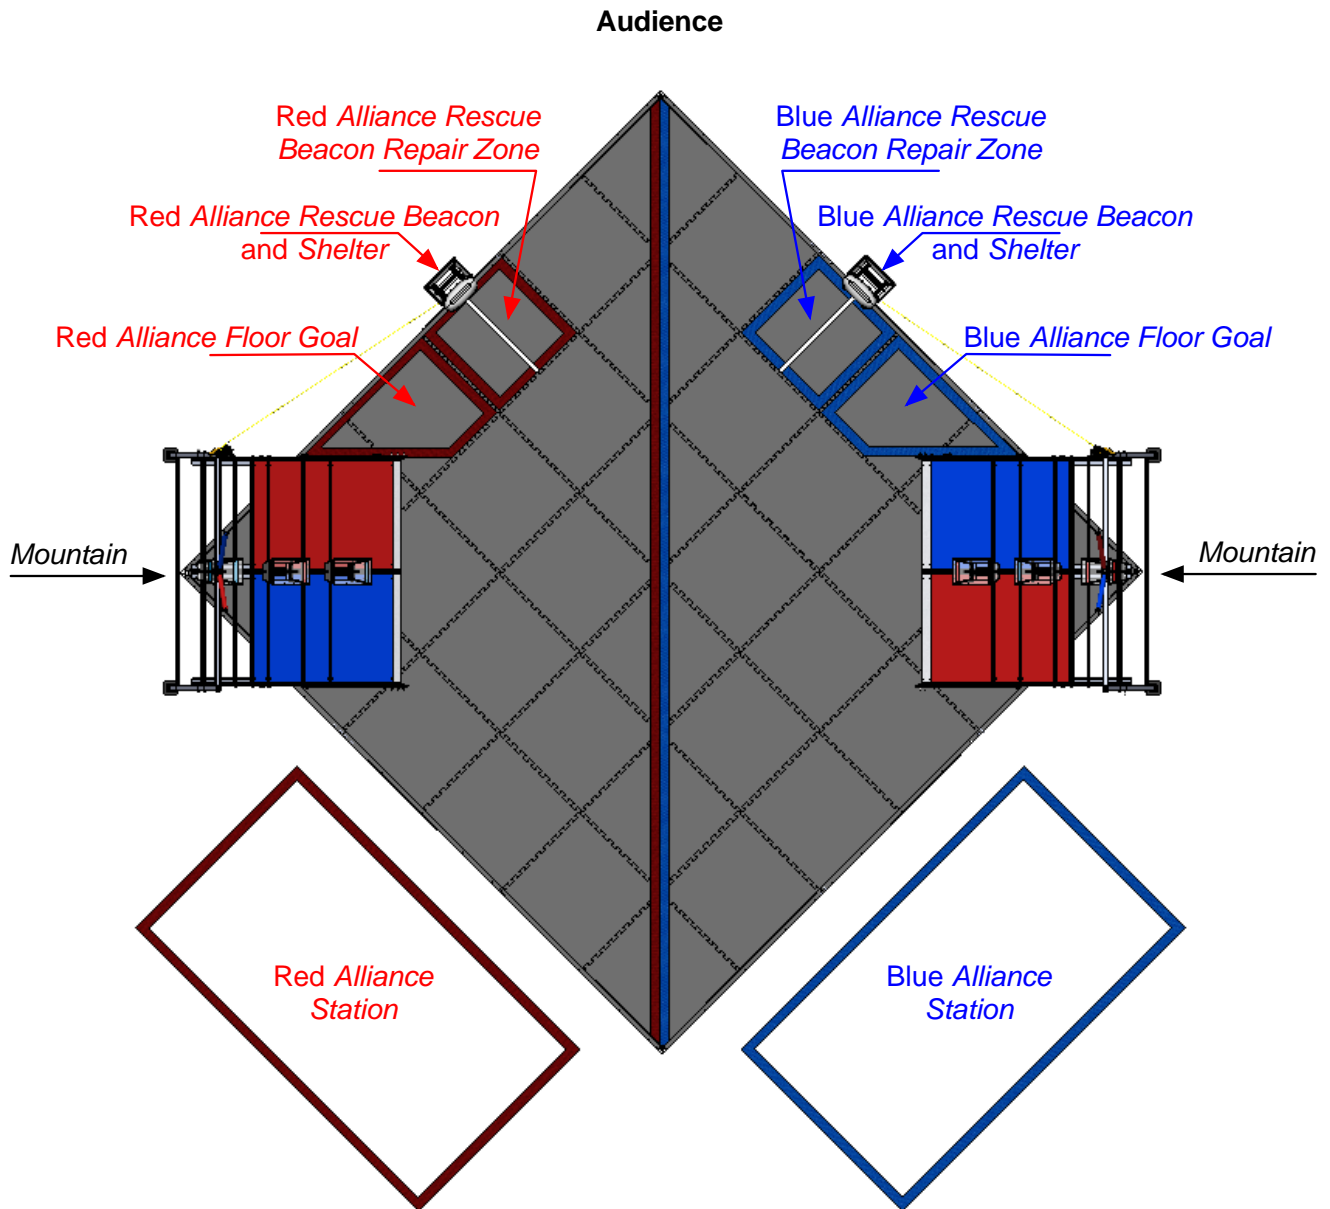 Audience
Red Alliance Rescue
Beacon Repair Zone
Blue Alliance Rescue
Beacon Repair Zone
Red Alliance Rescue Beacon
and Shelter
Blue Alliance Rescue Beacon
and Shelter
Red Alliance Floor Goal
Blue Alliance Floor Goal
Mountain
Mountain
Red Alliance
Station
Blue Alliance
Station